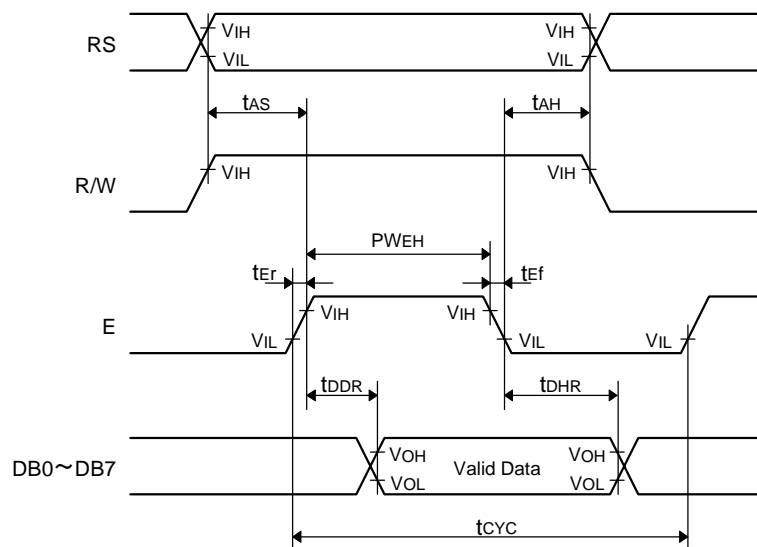 RS
VIH
VIH
VIL
VIL
tAS
tAH
R/W
VIH
VIH
PWEH
tEr
tEf
E
VIH
VIH
VIL
VIL
VIL
tDDR
tDHR
DB0～DB7
VOH
VOH
Valid Data
VOL
VOL
tCYC